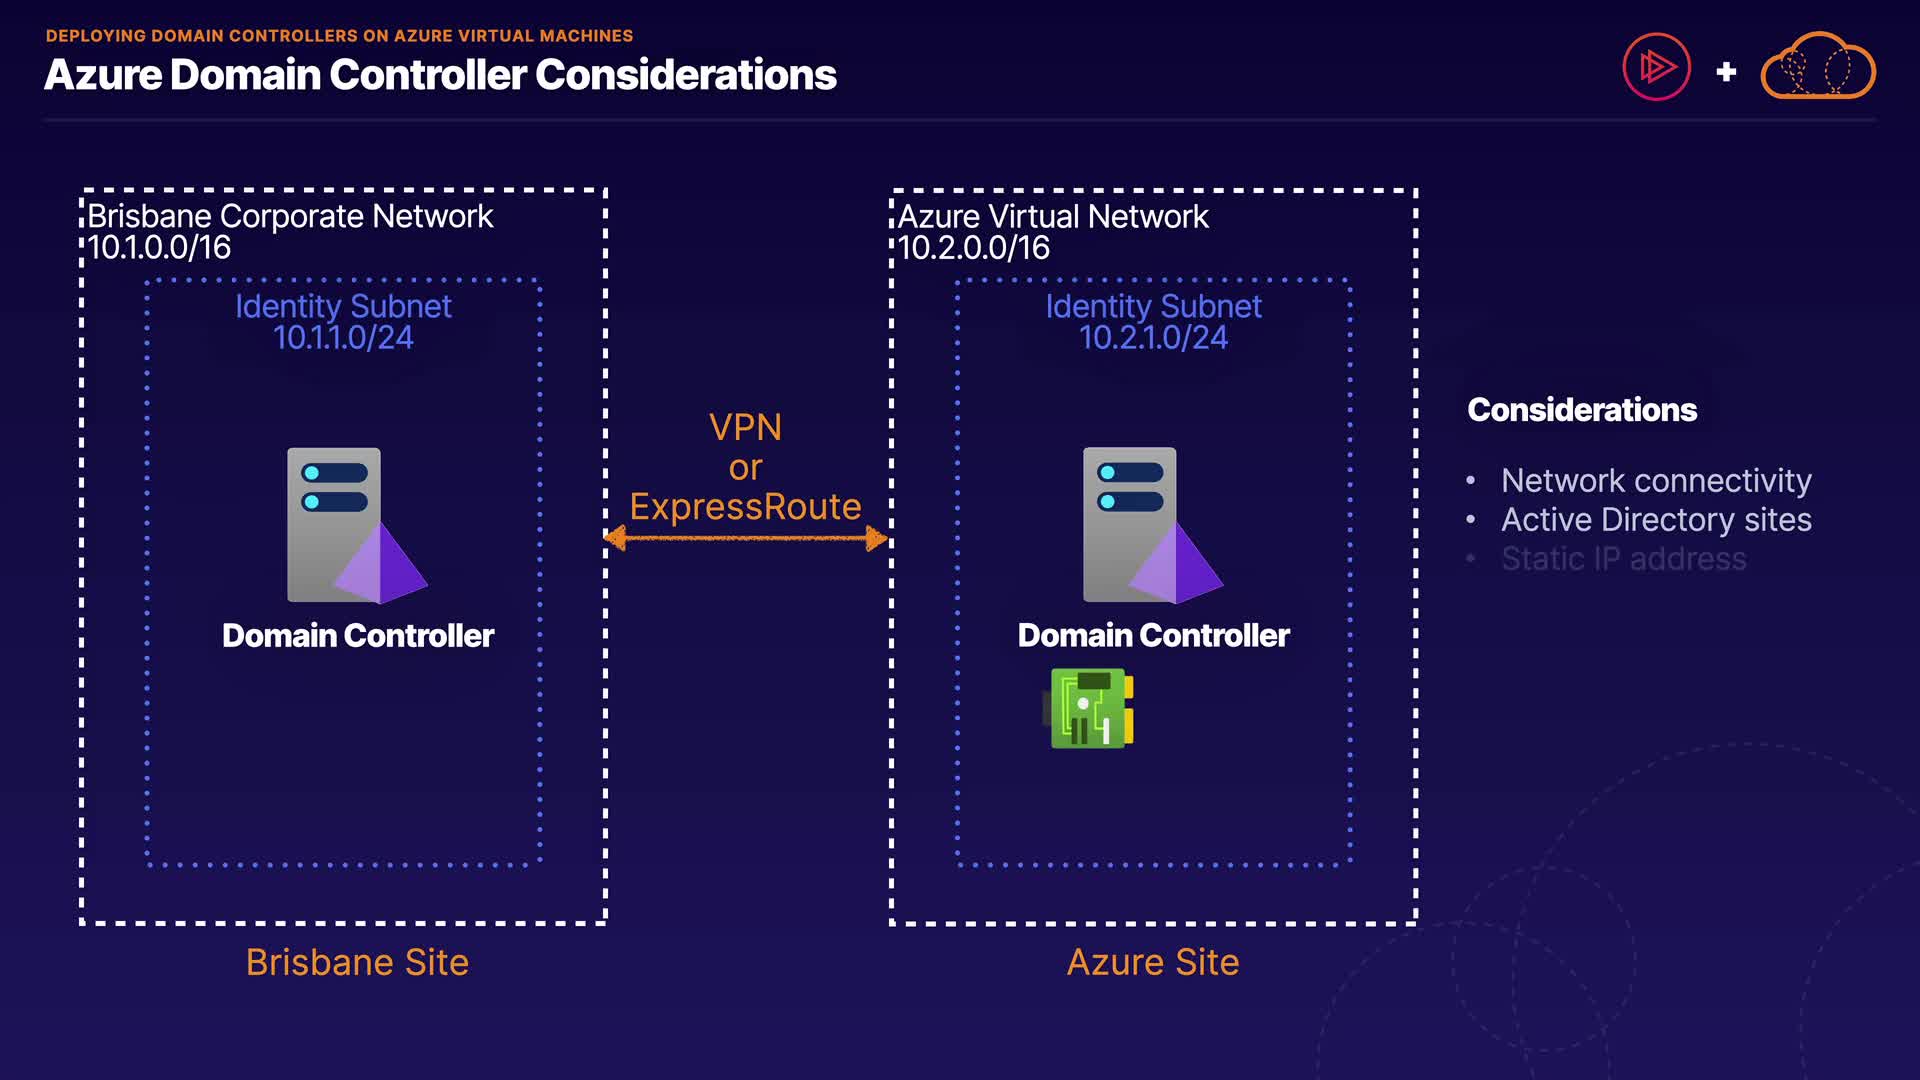 DEPLOYING DOMAIN CONTROLLERS ON AZURE VIRTUAL MACHINES
Azure Domain Controller Considerations
Brisbane Corporate Network
10.1.0.0/16
Identity Subnet
10.1.1.0/24
Domain Controller
Brisbane Site
VPN
or
ExpressRoute
Azure Virtual Network
10.2.0.0/16
Identity Subnet
10.2.1.0/24
Domain Controller
Azure Site
Considerations
• Network connectivity
• Active Directory sites
• Static IP address